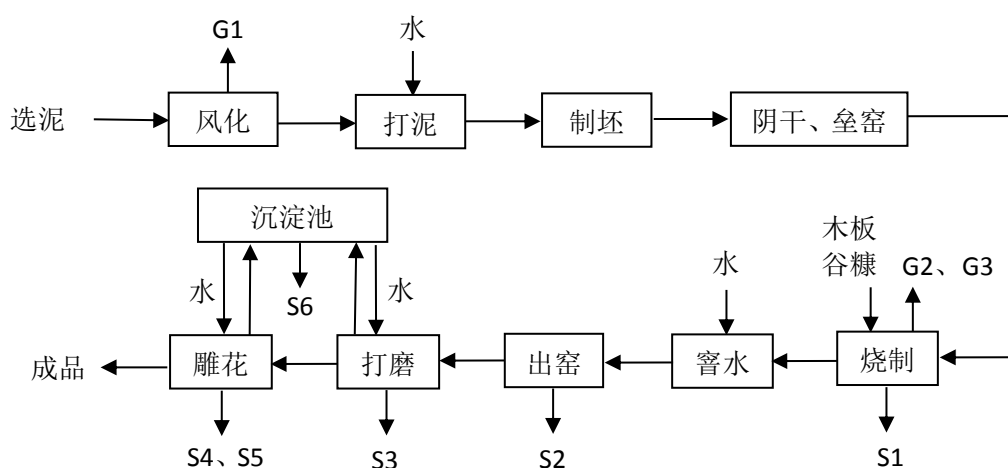 G1
水
选泥
风化
打泥
制坯
阴干、垒窑
沉淀池
木板
谷糠
G2、G3
水
水
S6
水
成品
雕花
打磨
出窑
窨水
烧制
S4、S5
S3
S2
S1